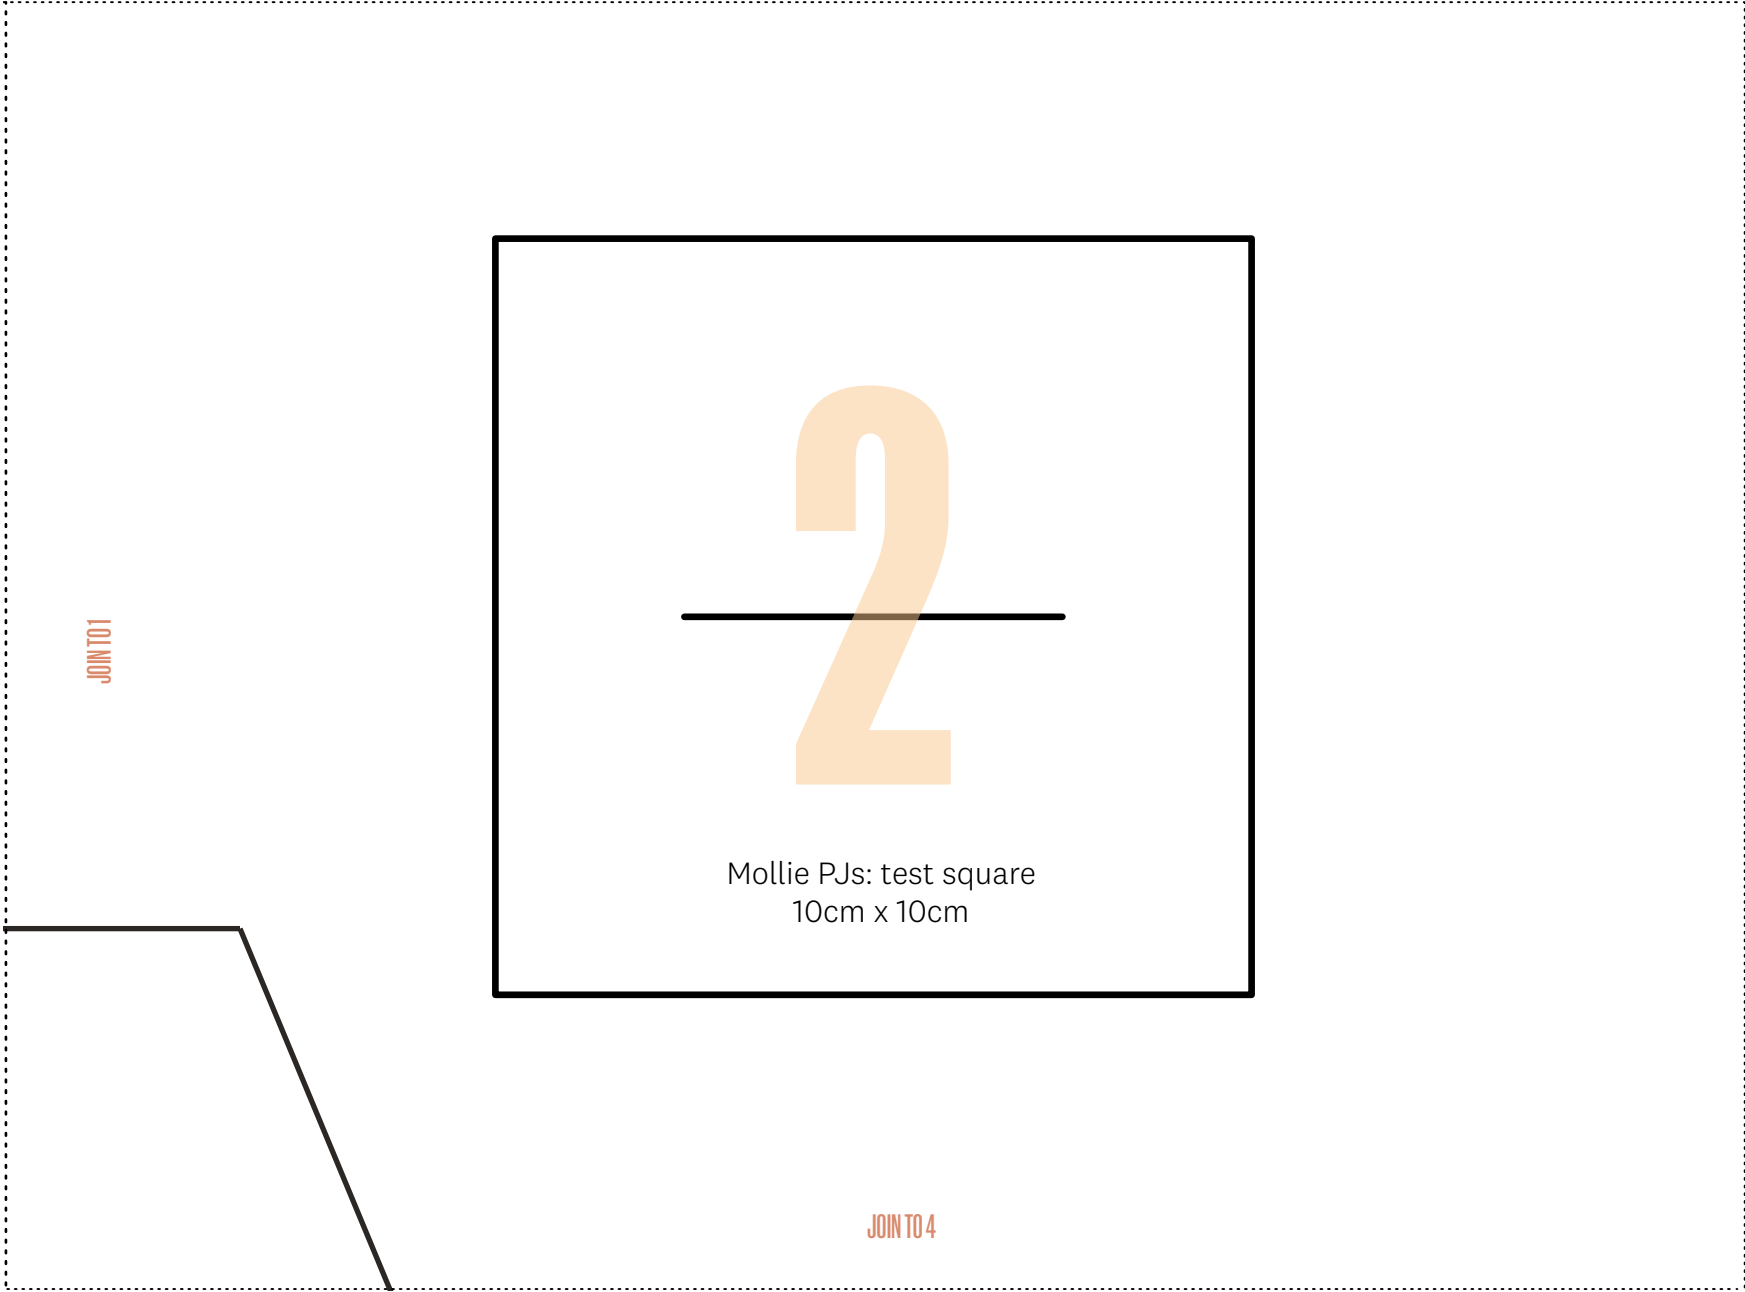 2
JOIN TO 1
Mollie PJs: test square
10cm x 10cm
JOIN TO 4